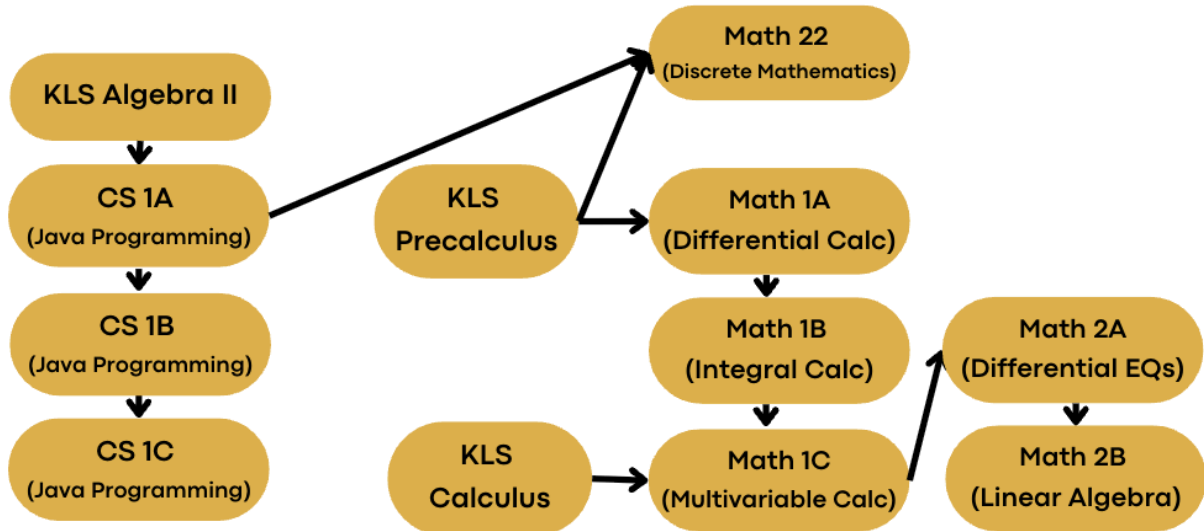 KLS Algebra II
CS 1A
(Java Programming)
CS 1B
(Java Programming)
CS 1C
(Java Programming)
KLS
Precalculus
KLS
Calculus
Math 22
(Discrete Mathematics)
Math 1A
(Differential Calc)
Math 1B
(Integral Calc)
Math 1C
(Multivariable Calc)
Math 2A
(Differential EQs)
Math 2B
(Linear Algebra)